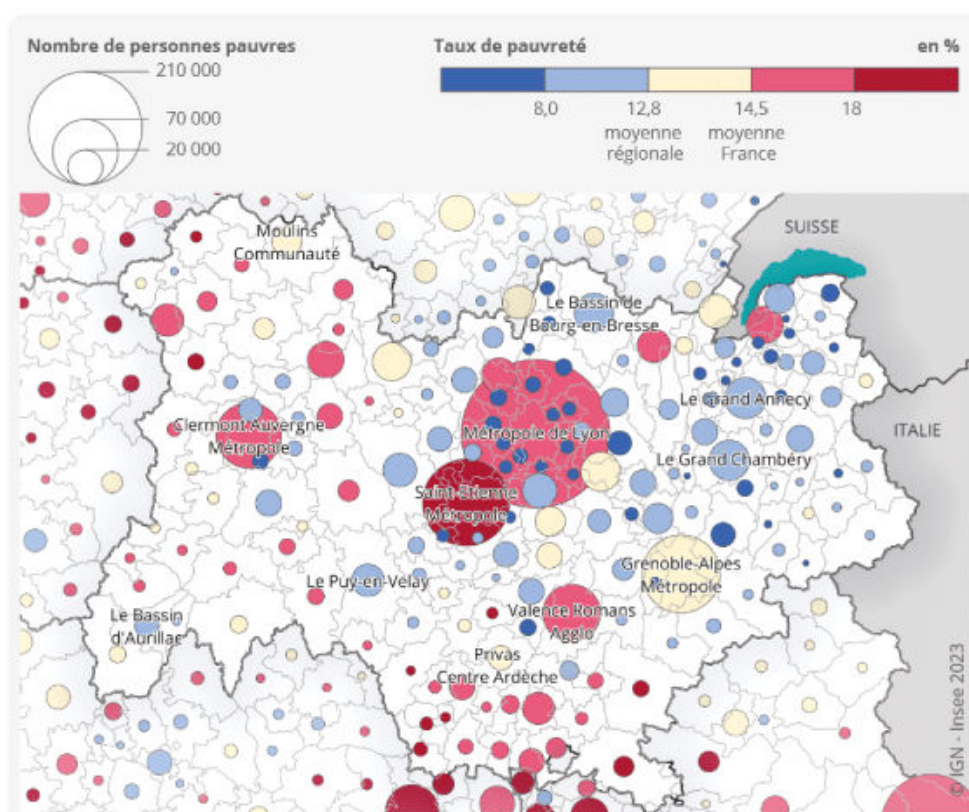 Nombre de personnes pauvres
210 000
70 000
20 000
Taux de pauvreté
en %
8,0
12,8
14,5
18
moyenne
régionale
moyenne
France
SUISSE
Moulins
Communauté
Le Bassin de
Bourg-en-Bresse
Le Grand Annecy
ITALIE
Clermont Auvergne
Métropole
Métropole de Lyon
Le Grand Chambéry
Saint-Etienne
Métropole
Grenoble-Alpes
Métropole
Le Puy-en-Velay
Le Bassin
d'Aurillac
Valence Romans
Agglo
Privas
Centre Ardèche
© IGN - Insee 2023